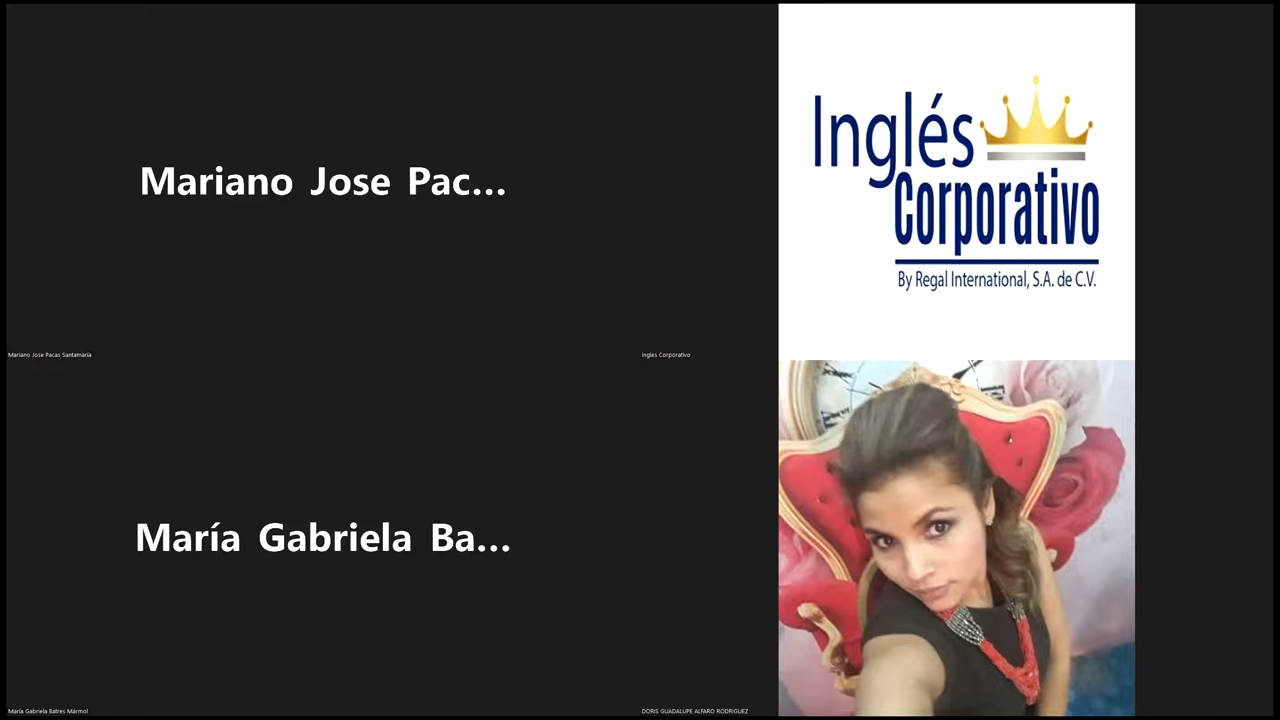 Mariano Jose Pac...
Inglés
Corporativo
By Regal International, S.A. de C.V.
Mariano Jose Pacas Santamaría
Ingles Corporativo
María Gabriela Ba...
María Gabriela Batres Mármol
DORIS GUADALUPE ALFARO RODRIGUEZ